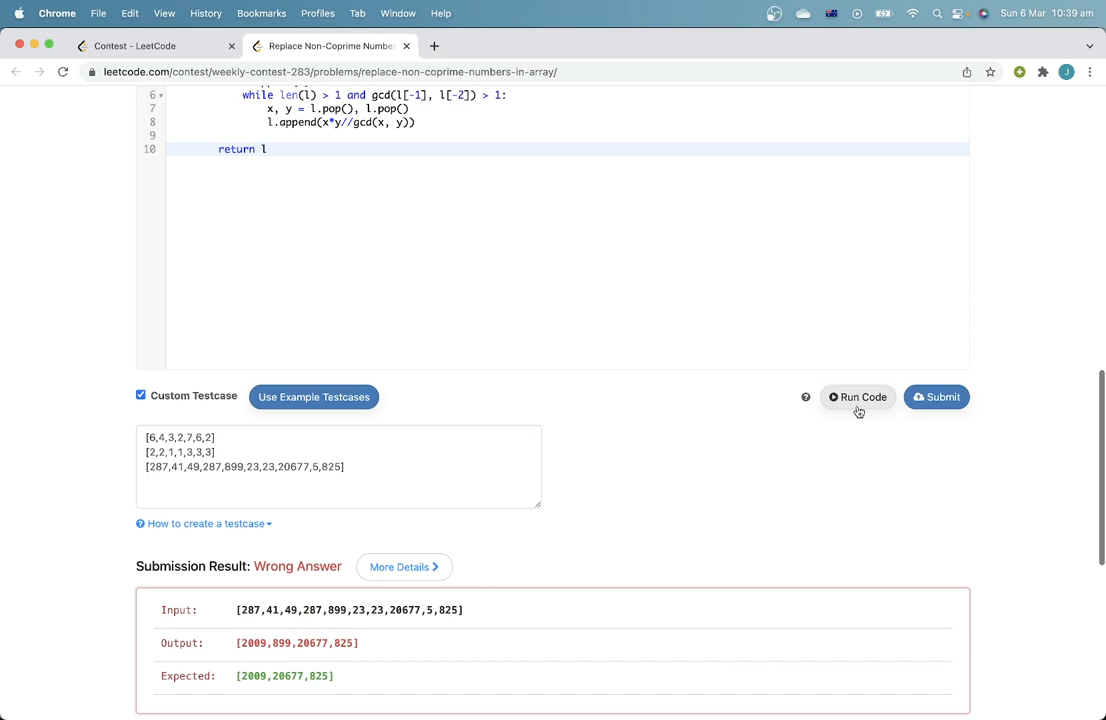 Chrome File Edit View History Bookmarks Profiles Tab Window Help Sun 6 Mar 10:39 am
Contest - LeetCode Replace Non-Coprime Number
leetcode.com/contest/weekly-contest-283/problems/replace-non-coprime-numbers-in-array/ J
6 while len(l) > 1 and gcd(l[-1], l[-2]) > 1:
7 x, y = l.pop(), l.pop()
8 l.append(x*y//gcd(x, y))
9
10 return l
Custom Testcase Use Example Testcases ? Run Code Submit
[6,4,3,2,7,6,2]
[2,2,1,1,3,3,3]
[287,41,49,287,899,23,23,20677,5,825]
? How to create a testcase
Submission Result: Wrong Answer More Details
Input: [287,41,49,287,899,23,23,20677,5,825]
Output: [2009,899,20677,825]
Expected: [2009,20677,825]